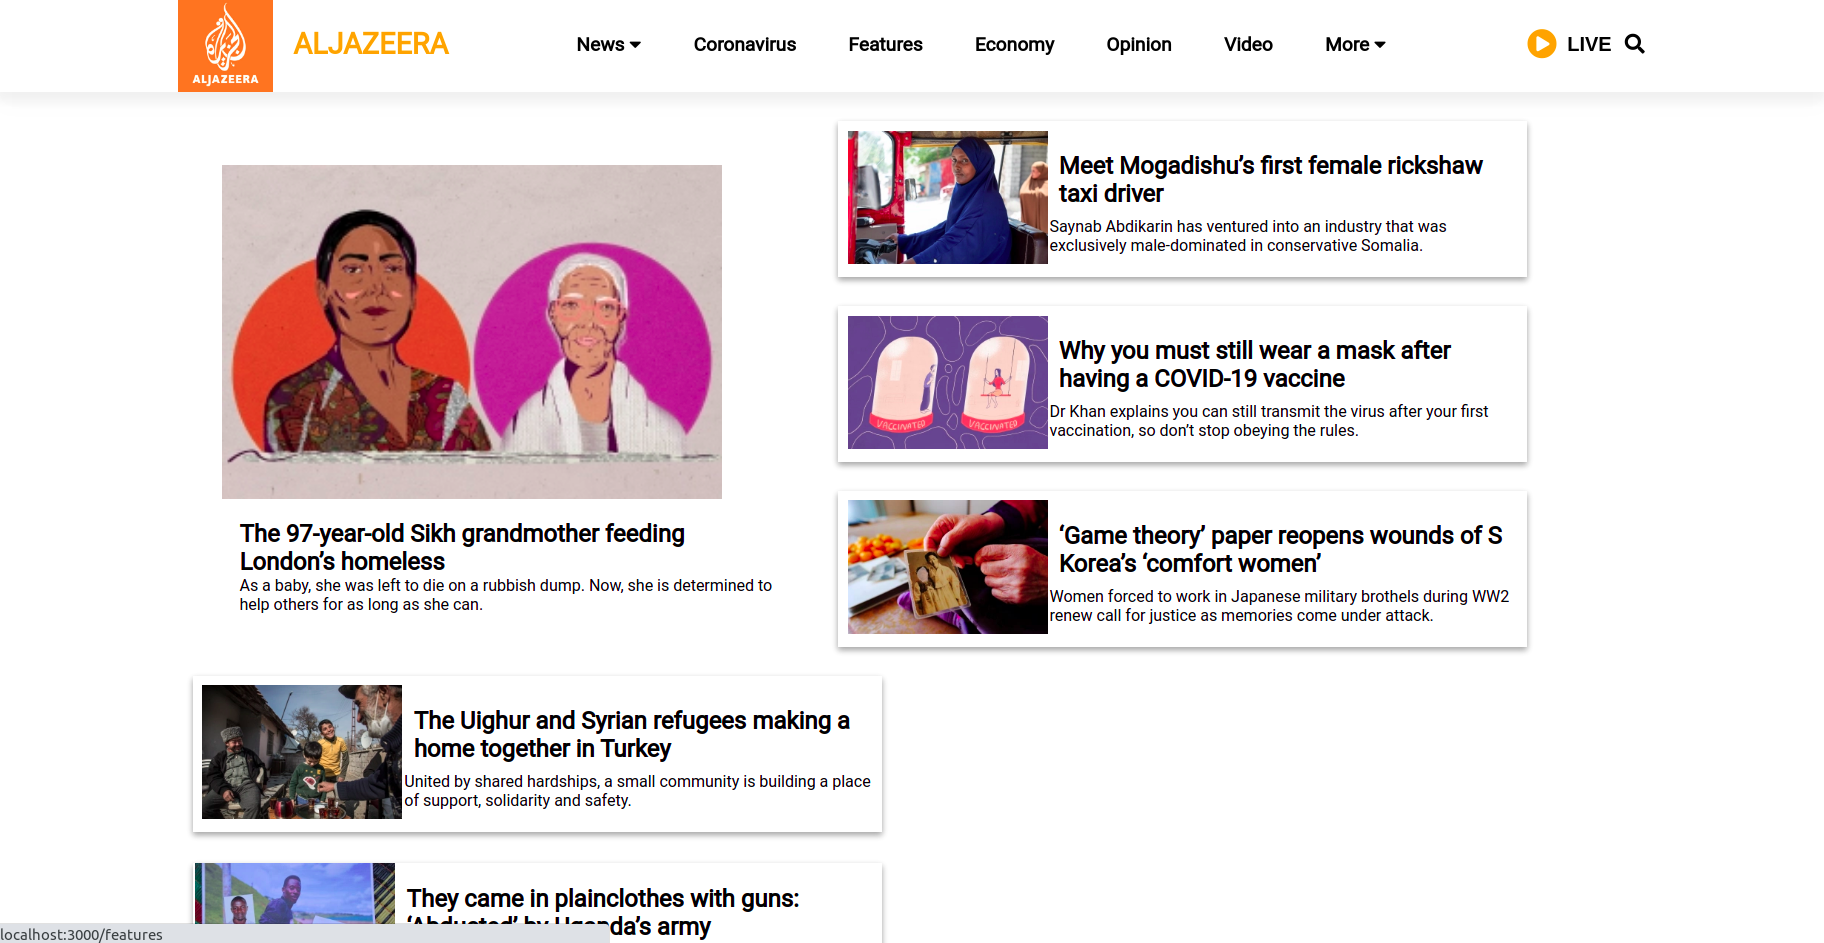 ALJAZEERA
ALJAZEERA
News
Coronavirus
Features
Economy
Opinion
Video
More
LIVE
The 97-year-old Sikh grandmother feeding
London’s homeless
As a baby, she was left to die on a rubbish dump. Now, she is determined to
help others for as long as she can.
Meet Mogadishu’s first female rickshaw
taxi driver
Saynab Abdikarin has ventured into an industry that was
exclusively male-dominated in conservative Somalia.
VACCINATED
VACCINATED
Why you must still wear a mask after
having a COVID-19 vaccine
Dr Khan explains you can still transmit the virus after your first
vaccination, so don’t stop obeying the rules.
‘Game theory’ paper reopens wounds of S
Korea’s ‘comfort women’
Women forced to work in Japanese military brothels during WW2
renew call for justice as memories come under attack.
The Uighur and Syrian refugees making a
home together in Turkey
United by shared hardships, a small community is building a place
of support, solidarity and safety.
They came in plainclothes with guns:
‘Abducted’ by Uganda’s army
localhost:3000/features